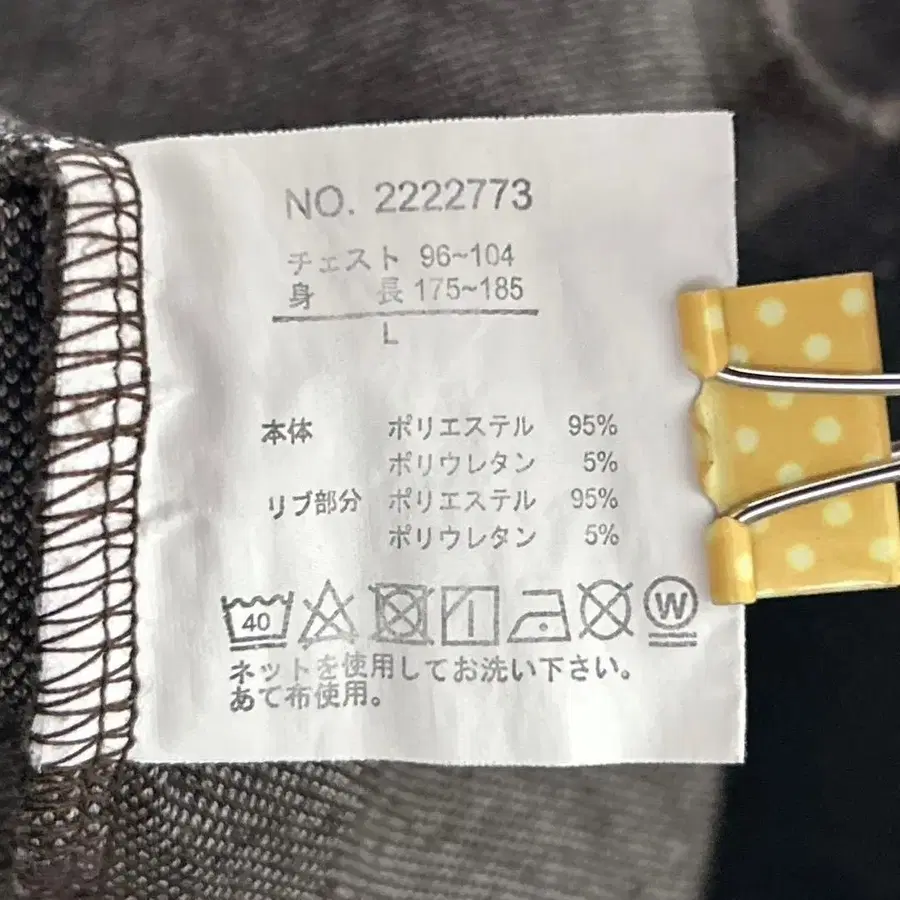 NO. 2222773
チェスト 96~104
身 長 175~185
L
本体 ポリエステル 95%
ポリウレタン 5%
リブ部分 ポリエステル 95%
ポリウレタン 5%
40 W
ネットを使用してお洗い下さい。
あて布使用。